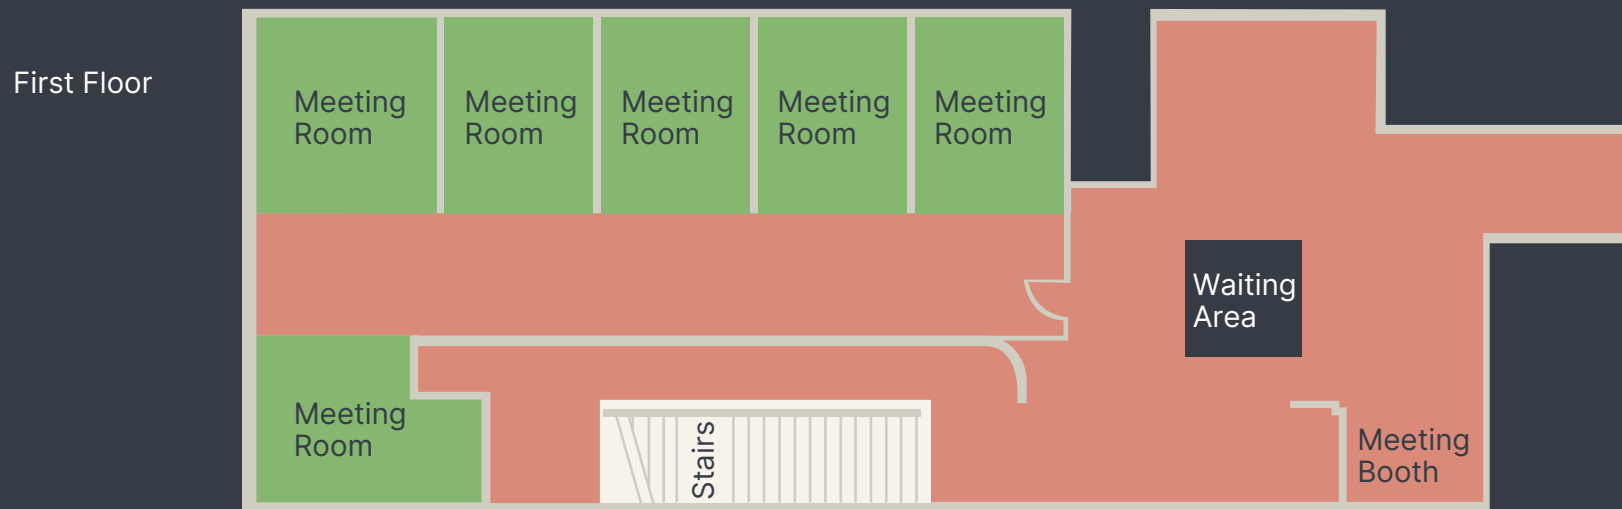 First Floor
Meeting
Room
Meeting
Room
Meeting
Room
Meeting
Room
Meeting
Room
Waiting
Area
Meeting
Room
Stairs
Meeting
Booth